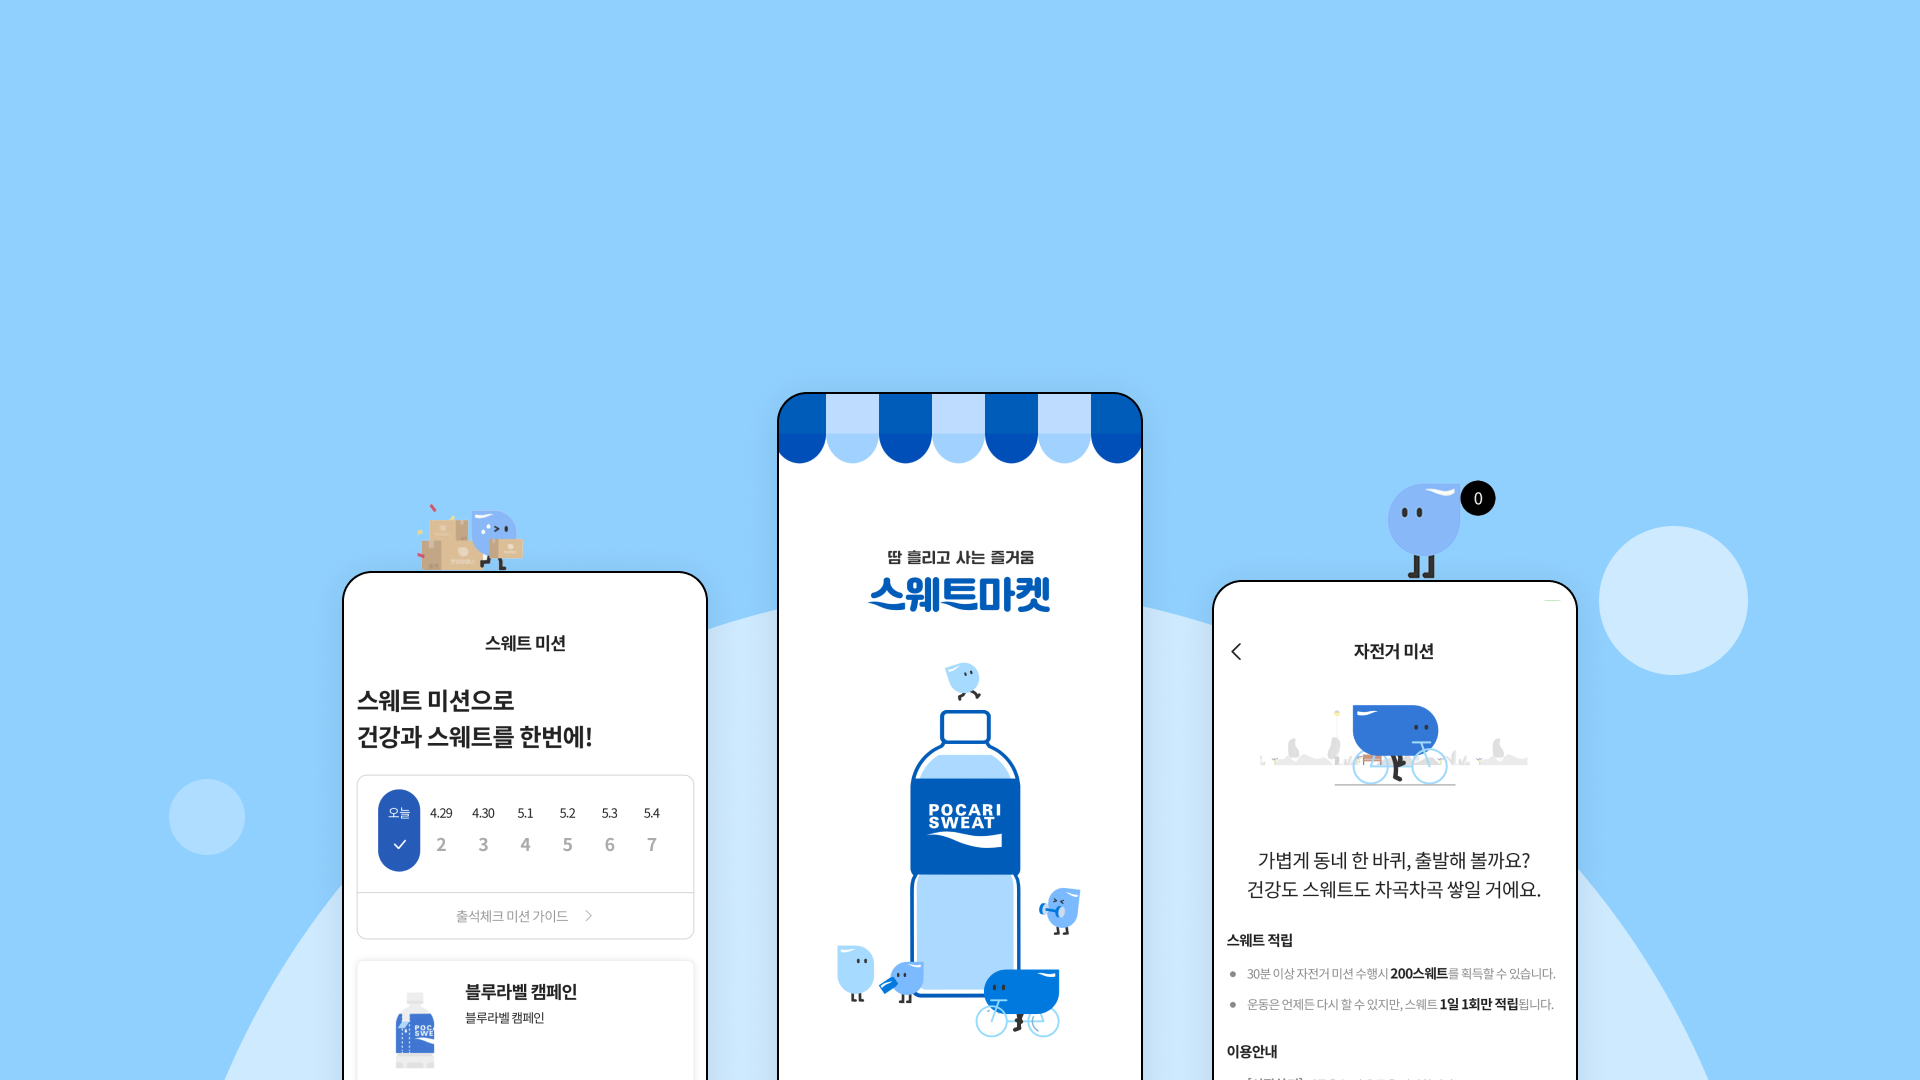 스웨트 미션
스웨트 미션으로
건강과 스웨트를 한번에!
오늘 4.29 4.30 5.1 5.2 5.3 5.4
2 3 4 5 6 7
출석체크 미션 가이드
블루라벨 캠페인
블루라벨 캠페인
땀 흘리고 사는 즐거움
스웨트마켓
POCARI
SWEAT
0
자전거 미션
가볍게 동네 한 바퀴, 출발해 볼까요?
건강도 스웨트도 차곡차곡 쌓일 거에요.
스웨트 적립
30분 이상 자전거 미션 수행시 200스웨트를 획득할 수 있습니다.
운동은 언제든 다시 할 수 있지만, 스웨트 1일 1회만 적립됩니다.
이용안내